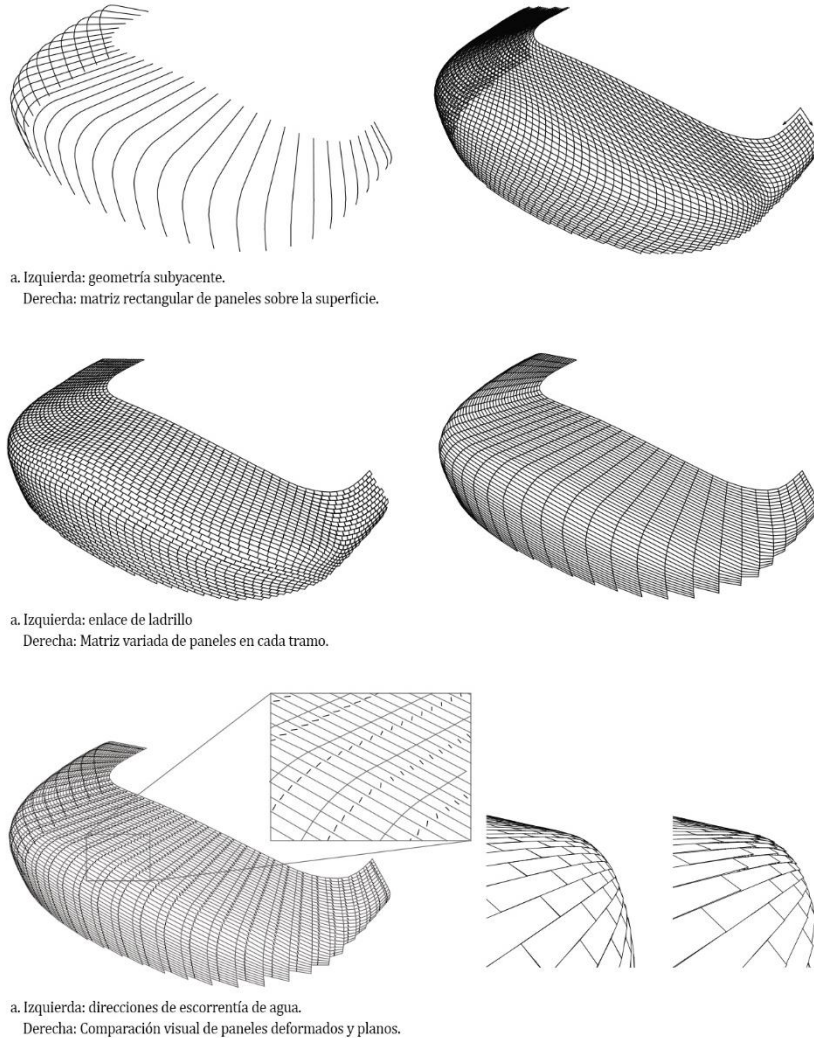 a. Izquierda: geometría subyacente.
Derecha: matriz rectangular de paneles sobre la superficie.
a. Izquierda: enlace de ladrillo
Derecha: Matriz variada de paneles en cada tramo.
a. Izquierda: direcciones de escorrentía de agua.
Derecha: Comparación visual de paneles deformados y planos.